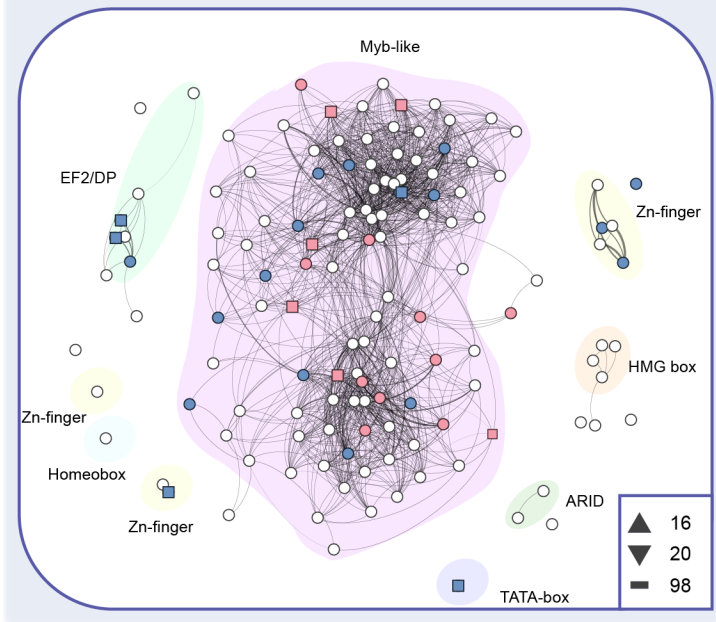 Myb-like
EF2/DP
Zn-finger
HMG box
Zn-finger
Homeobox
Zn-finger
ARID
TATA-box
16
20
98